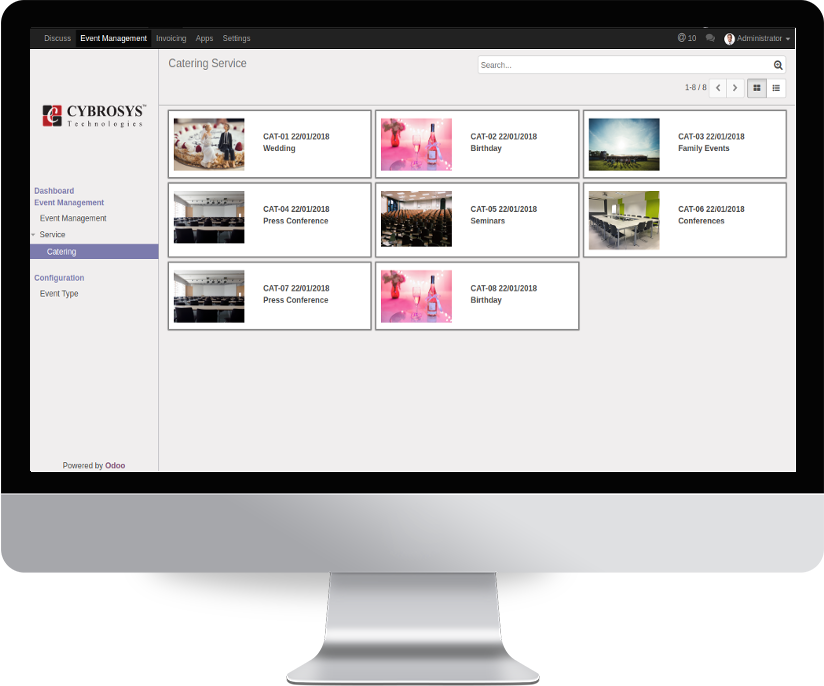 Discuss Event Management Invoicing Apps Settings 10 Administrator
CYBROSYS™
Technologies
Dashboard
Event Management
Event Management
Service
Catering
Configuration
Event Type
Powered by Odoo
Catering Service
Search...
1-8 / 8
CAT-01 22/01/2018
Wedding
CAT-02 22/01/2018
Birthday
CAT-03 22/01/2018
Family Events
CAT-04 22/01/2018
Press Conference
CAT-05 22/01/2018
Seminars
CAT-06 22/01/2018
Conferences
CAT-07 22/01/2018
Press Conference
CAT-08 22/01/2018
Birthday